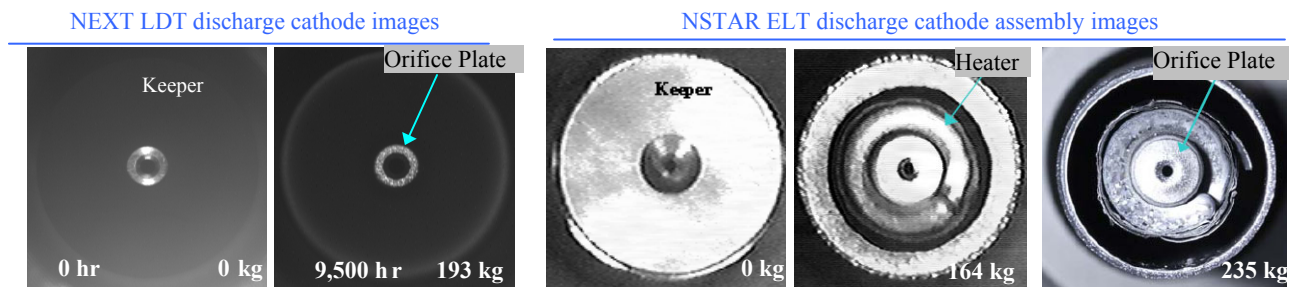 NEXT LDT discharge cathode images
NSTAR ELT discharge cathode assembly images
Keeper
Orifice Plate
0 hr 0 kg
9,500 hr 193 kg
Keeper
0 kg
Heater
164 kg
Orifice Plate
235 kg